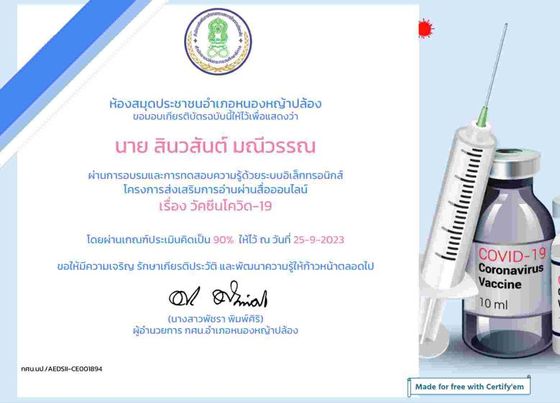 ห้องสมุดประชาชนอำเภอหนองหญ้าปล้อง
ขอมอบเกียรติบัตรฉบับนี้ให้ไว้เพื่อแสดงว่า
นาย สินวสันต์ มณีวรรณ
ผ่านการอบรมและการทดสอบความรู้ด้วยระบบอิเล็กทรอนิกส์
โครงการส่งเสริมการอ่านผ่านสื่อออนไลน์
เรื่อง วัคซีนโควิด-19
โดยผ่านเกณฑ์ประเมินคิดเป็น 90% ให้ไว้ ณ วันที่ 25-9-2023
ขอให้มีความเจริญ รักษาเกียรติประวัติ และพัฒนาความรู้ให้ก้าวหน้าตลอดไป
(นางสาวพัชรา พิมพ์ศิริ)
ผู้อำนวยการ กศน.อำเภอหนองหญ้าปล้อง
กศน.นป./AEDSII-CE001894
COVID-19
Coronavirus
Vaccine
10 ml
Made for free with Certify'em